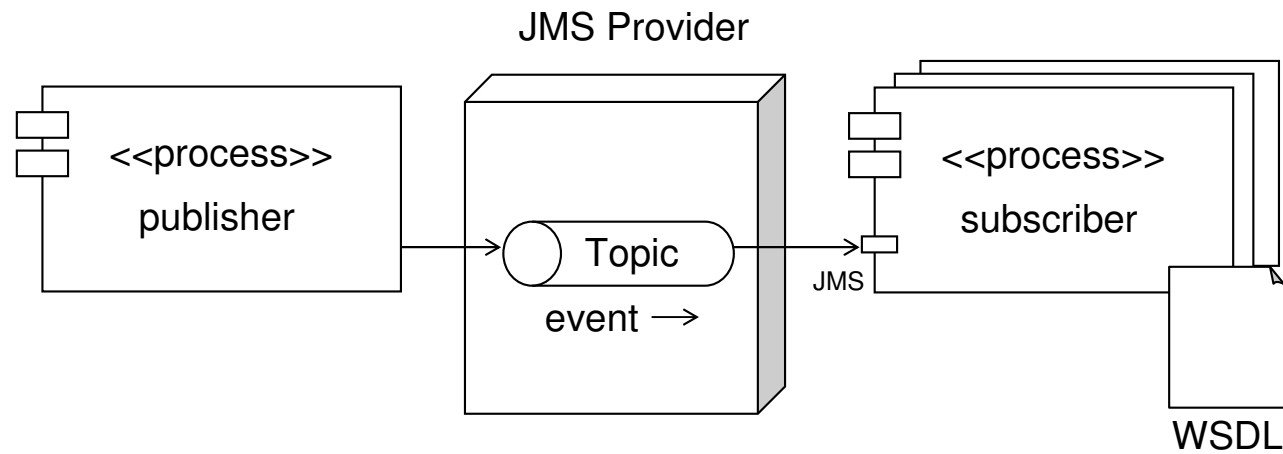 JMS Provider
<<process>>
publisher
Topic
event
JMS
<<process>>
subscriber
WSDL